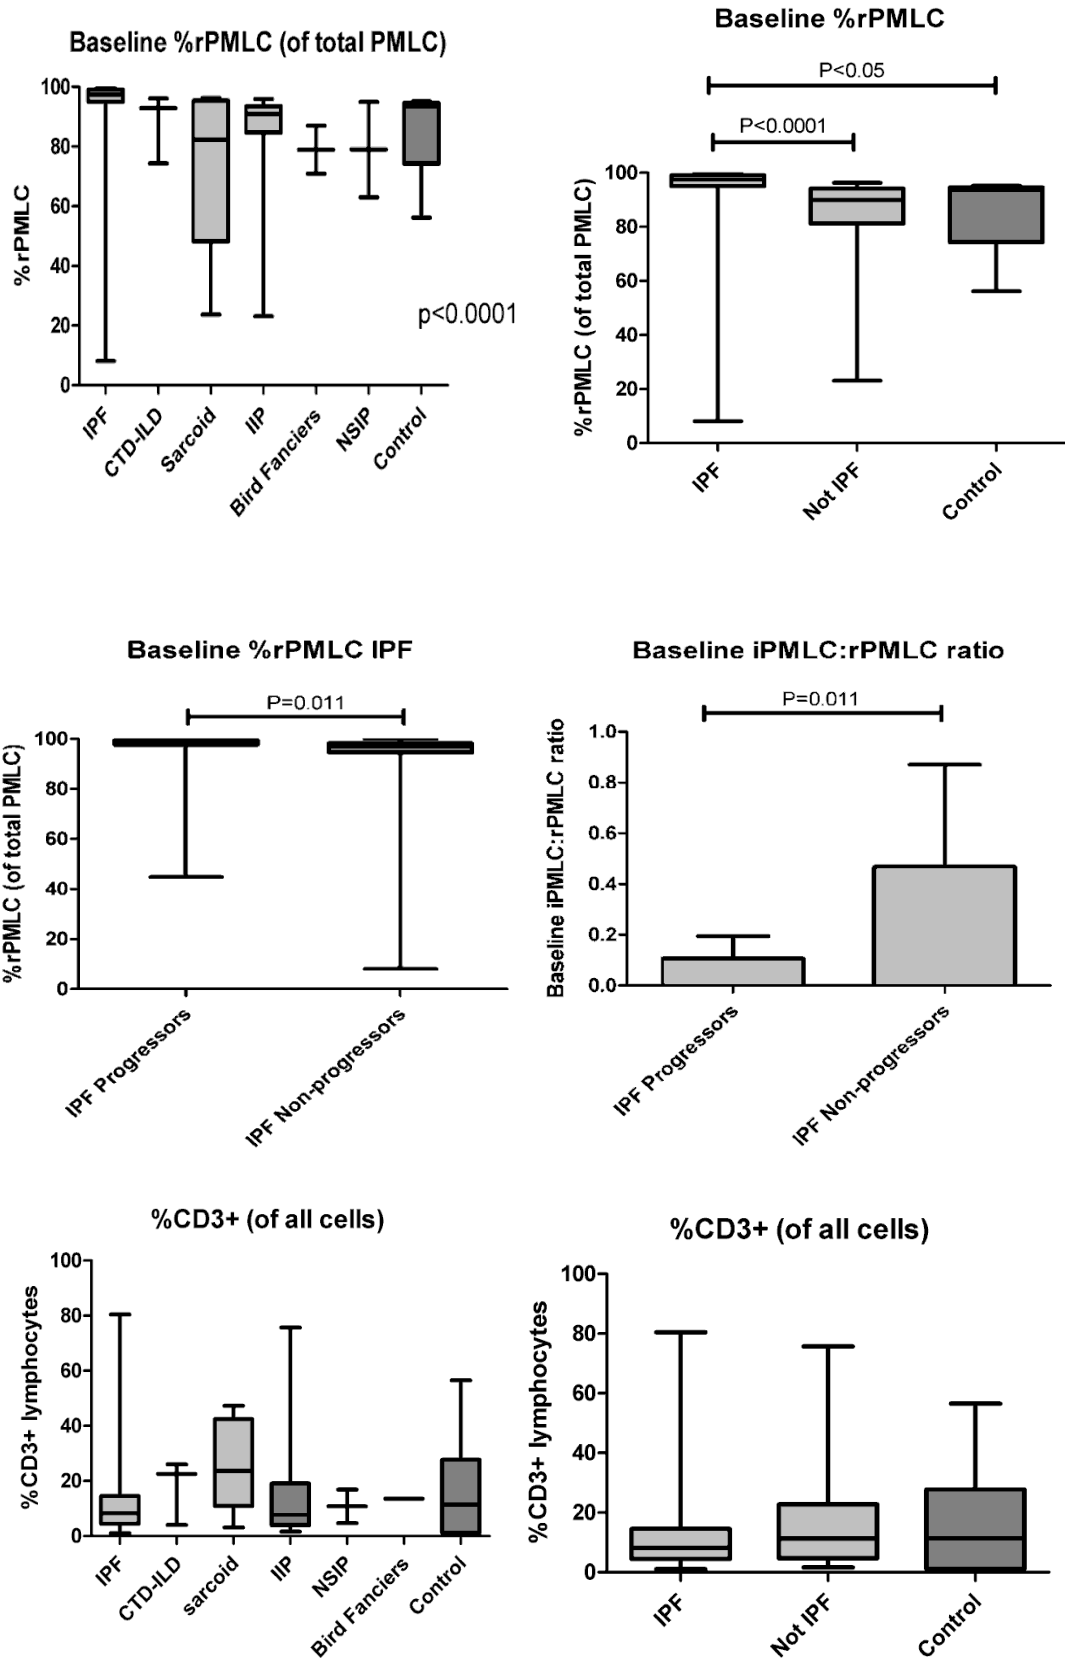 Baseline %rPMLC (of total PMLC)
%rPMLC
100
80
60
40
20
0
p<0.0001
IPF
CTD-ILD
Sarcoid
IIP
Bird Fanciers
NSIP
Control
Baseline %rPMLC
P<0.05
P<0.0001
%rPMLC (of total PMLC)
100
80
60
40
20
0
IPF
Not IPF
Control
Baseline %rPMLC IPF
P=0.011
%rPMLC (of total PMLC)
100
80
60
40
20
0
IPF Progressors
IPF Non-progressors
Baseline iPMLC:rPMLC ratio
P=0.011
Baseline iPMLC:rPMLC ratio
1.0
0.8
0.6
0.4
0.2
0.0
IPF Progressors
IPF Non-progressors
%CD3+ (of all cells)
%CD3+ lymphocytes
100
80
60
40
20
0
IPF
CTD-ILD
sarcoid
IIP
NSIP
Bird Fanciers
Control
%CD3+ (of all cells)
%CD3+ lymphocytes
100
80
60
40
20
0
IPF
Not IPF
Control